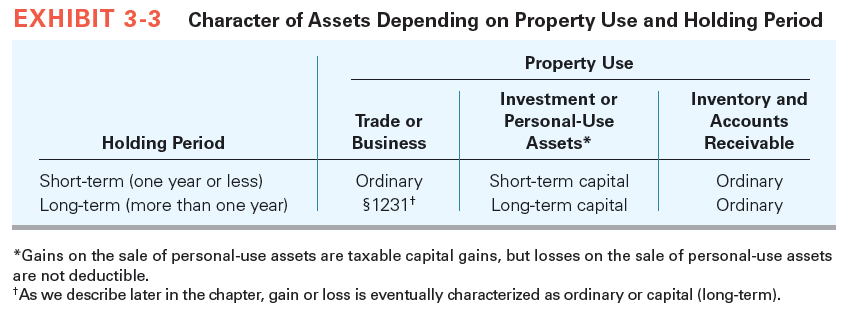 EXHIBIT 3-3 Character of Assets Depending on Property Use and Holding Period
Property Use
Holding Period
Trade or
Business
Investment or
Personal-Use
Assets*
Inventory and
Accounts
Receivable
Short-term (one year or less) Ordinary Short-term capital Ordinary
Long-term (more than one year) §1231† Long-term capital Ordinary
*Gains on the sale of personal-use assets are taxable capital gains, but losses on the sale of personal-use assets
are not deductible.
†As we describe later in the chapter, gain or loss is eventually characterized as ordinary or capital (long-term).